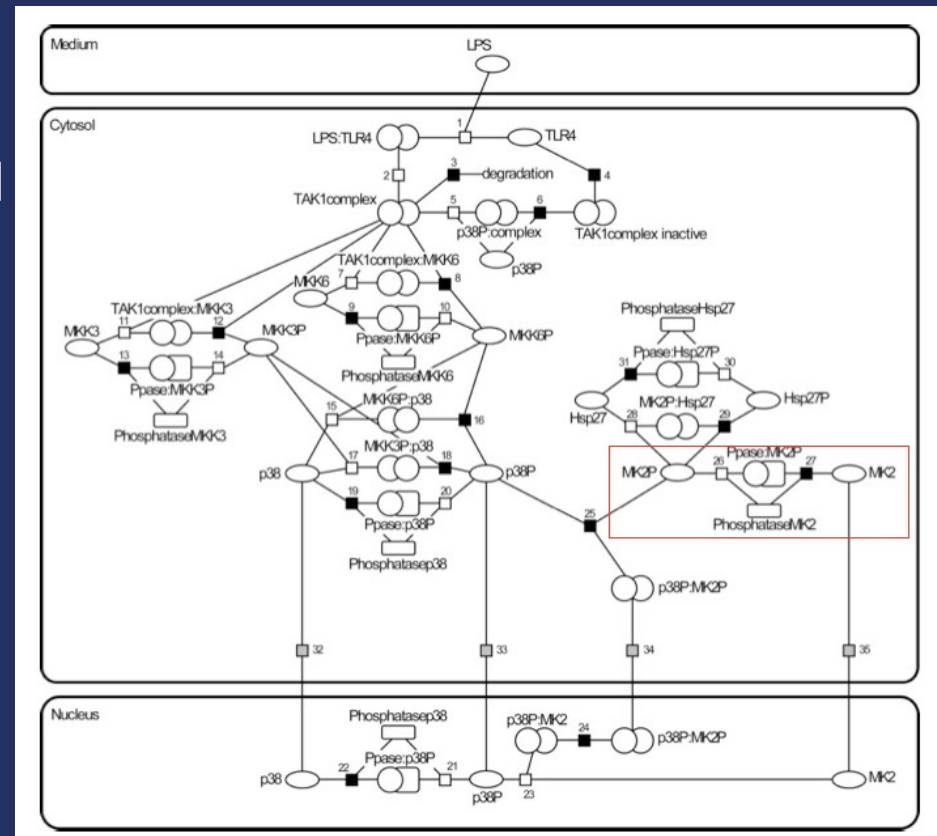 Medium
LPS
Cytosol
LPS:TLR4
1
TLR4
2
3
degradation
4
TAK1complex
5
6
p38P:complex
TAK1complex inactive
p38P
TAK1complex:MKK6
MKK6
7
8
9
10
Ppase:MKK6P
MKK6P
PhosphataseMKK6
TAK1complex:MKK3
MKK3
11
12
MKK3P
13
14
Ppase:MKK3P
PhosphataseMKK3
PhosphataseHsp27
Ppase:Hsp27P
31
30
Hsp27
MK2P:Hsp27
Hsp27P
28
29
MKK6P:p38
15
16
MKK3P:p38
p38
17
18
p38P
19
20
Ppase:p38P
Phosphatasep38
Ppase:MK2P
MK2P
26
27
MK2
PhosphataseMK2
25
p38P:MK2P
32
33
34
35
Nucleus
Phosphatasep38
p38P:MK2
24
p38P:MK2P
Ppase:p38P
p38
22
21
p38P
23
MK2